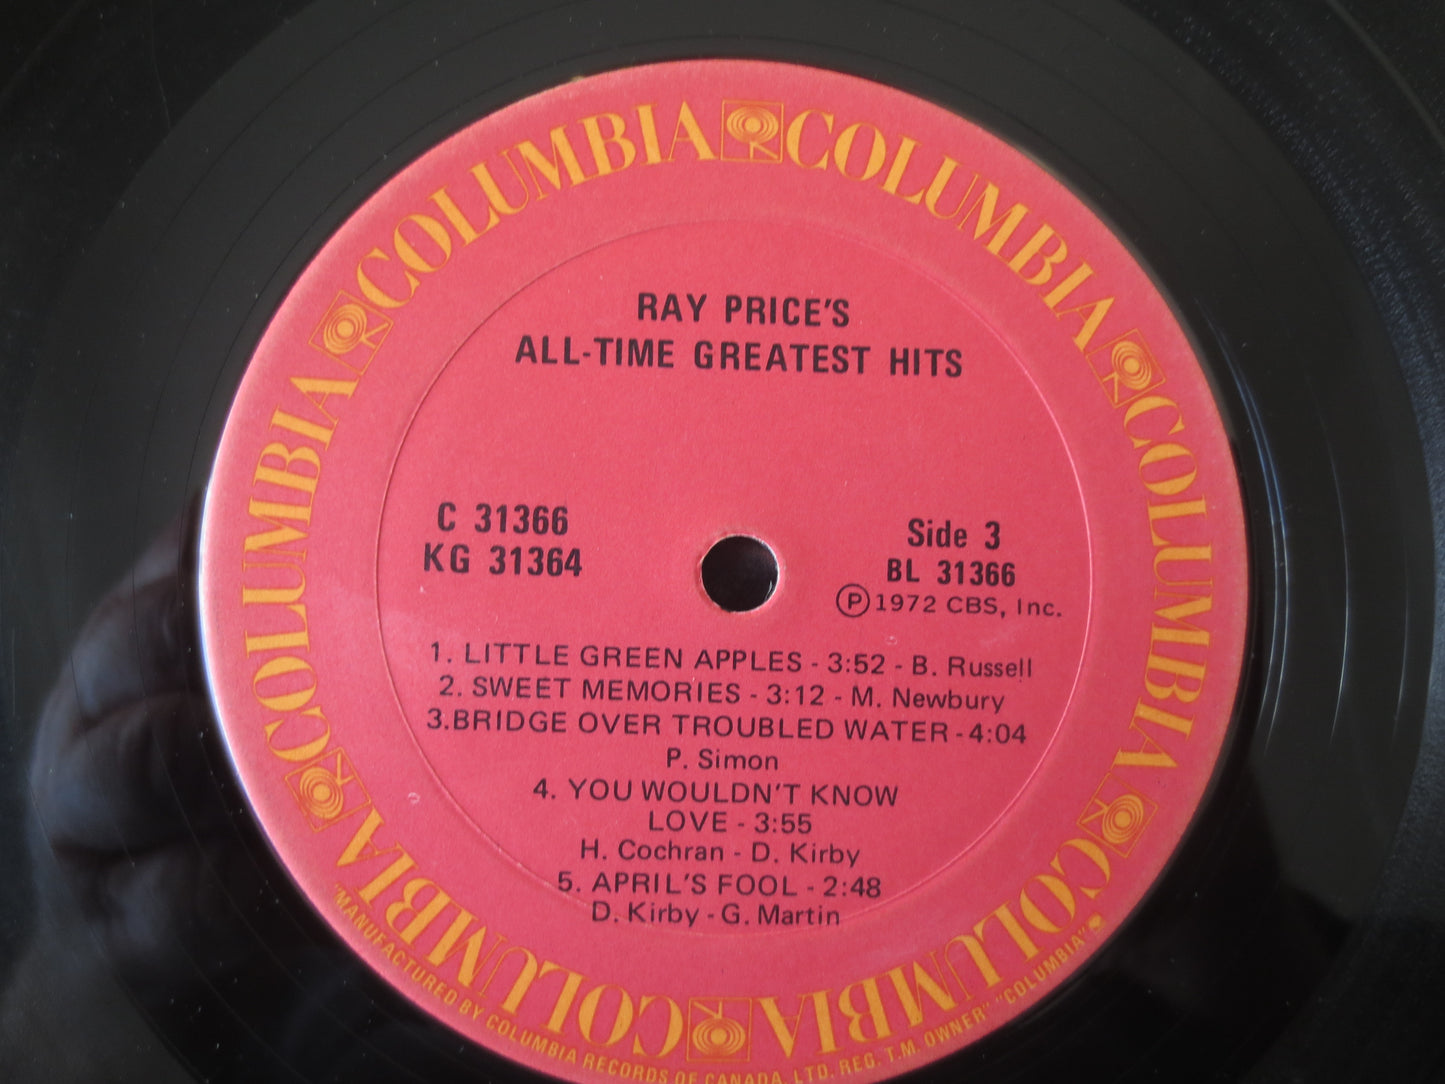 COLUMBIA COLUMBIA COLUMBIA COLUMBIA COLUMBIA COLUMBIA
RAY PRICE'S
ALL-TIME GREATEST HITS
C 31366
KG 31364
Side 3
BL 31366
Ⓟ1972 CBS, Inc.
1. LITTLE GREEN APPLES - 3:52 - B. Russell
2. SWEET MEMORIES - 3:12 - M. Newbury
3.BRIDGE OVER TROUBLED WATER - 4:04
P. Simon
4. YOU WOULDN'T KNOW
LOVE - 3:55
H. Cochran - D. Kirby
5. APRIL'S FOOL - 2:48
D. Kirby - G. Martin
COLUMBIA COLUMBIA
"MANUFACTURED BY COLUMBIA RECORDS OF CANADA, LTD. REG. T.M. OWNER" "COLUMBIA",